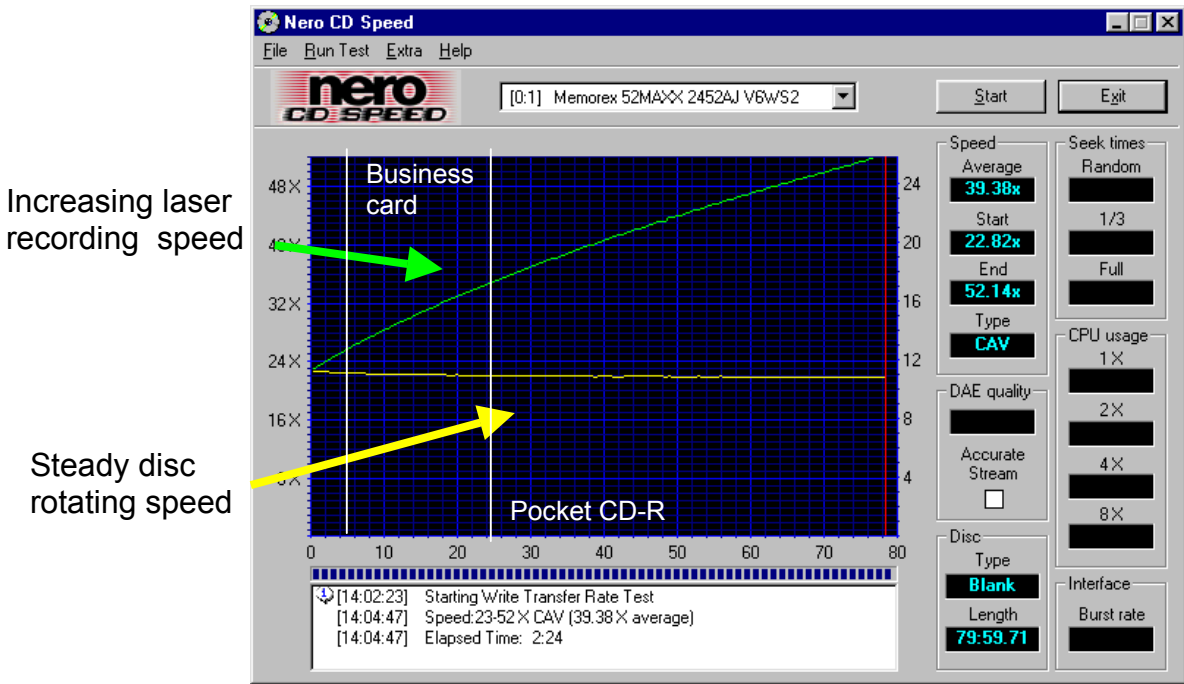 Nero CD Speed
File Run Test Extra Help
nero
CD SPEED
[0:1] Memorex 52MAXX 2452AJ V6WS2
Start
Exit
Increasing laser
recording speed
Steady disc
rotating speed
Business
card
Pocket CD-R
48X
32X
24X
16X
24
20
16
12
8
4
0 10 20 30 40 50 60 70 80
Speed
Average
39.38x
Start
22.82x
End
52.14x
Type
CAV
DAE quality
Accurate
Stream
Disc
Type
Blank
Length
79:59.71
Seek times
Random
1/3
Full
CPU usage
1X
2X
4X
8X
Interface
Burst rate
[14:02:23] Starting Write Transfer Rate Test
[14:04:47] Speed:23-52 X CAV (39.38 X average)
[14:04:47] Elapsed Time: 2:24